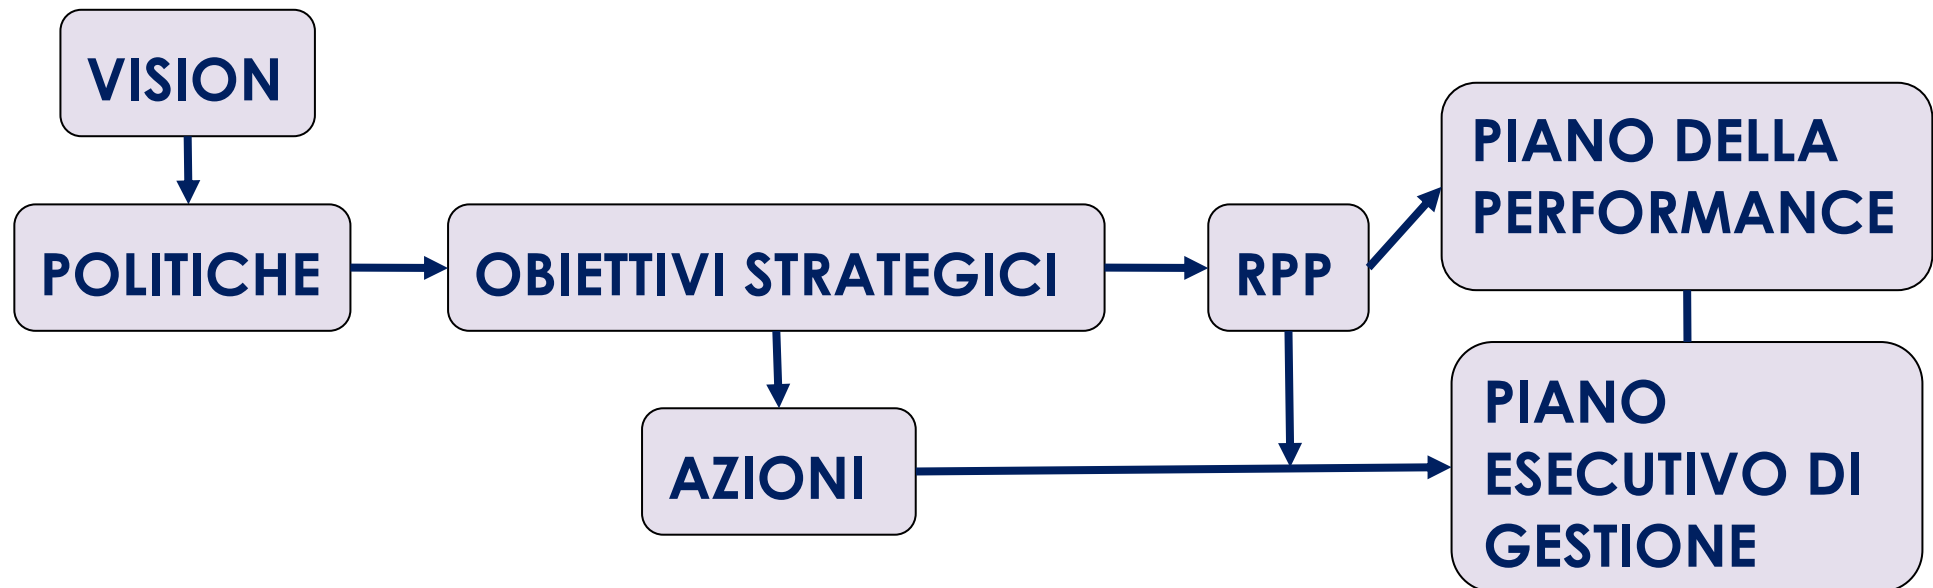 VISION
POLITICHE
OBIETTIVI STRATEGICI
RPP
PIANO DELLA
PERFORMANCE
AZIONI
PIANO
ESECUTIVO DI
GESTIONE